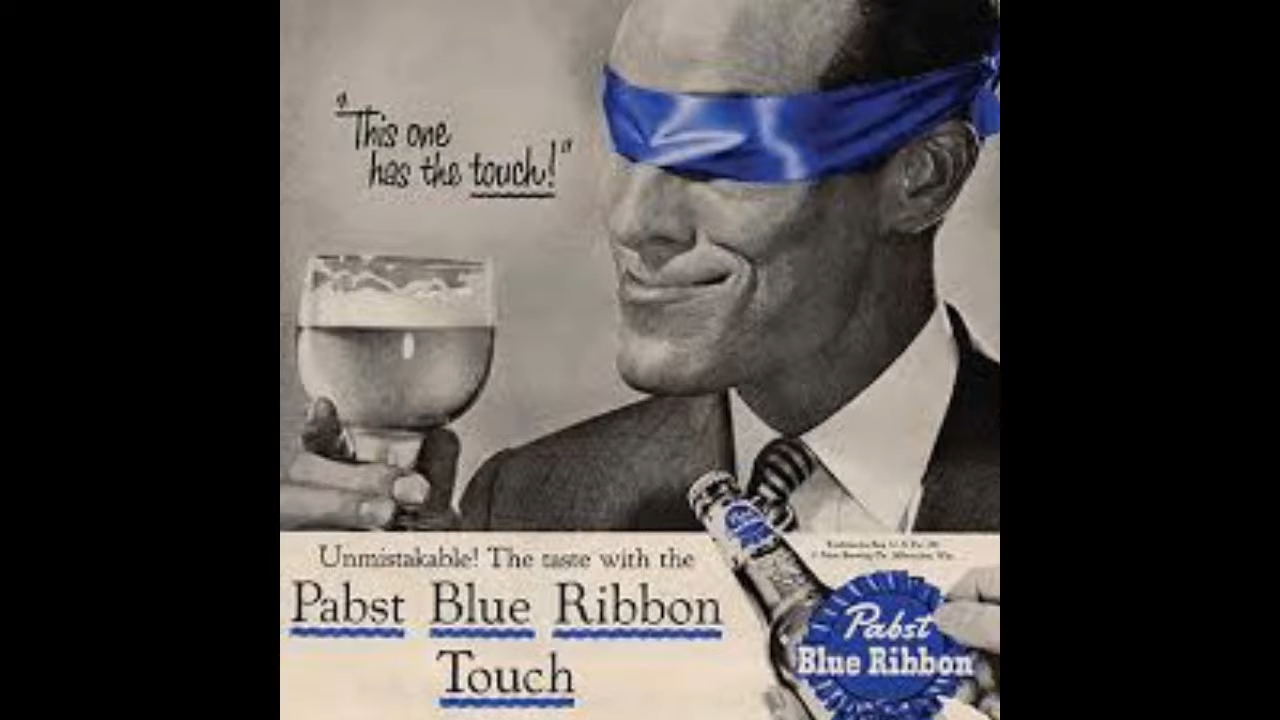 "This one
has the touch!"
Unmistakable! The taste with the
Pabst Blue Ribbon
Touch
Pabst
Blue Ribbon